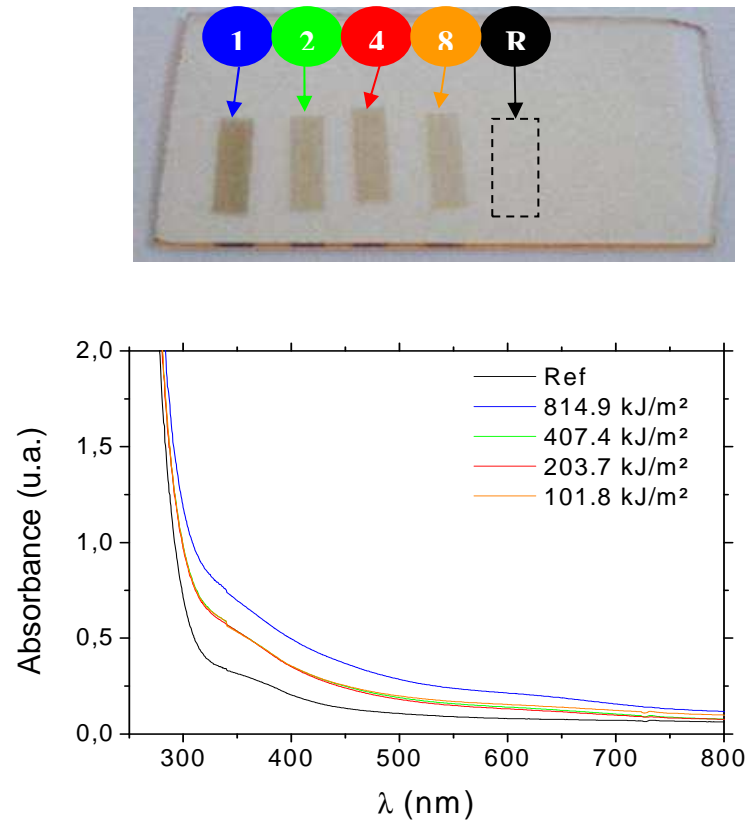 1 2 4 8 R
2,0
1,5
1,0
0,5
0,0
Absorbance (u.a.)
Ref
814.9 kJ/m²
407.4 kJ/m²
203.7 kJ/m²
101.8 kJ/m²
300 400 500 600 700 800
λ (nm)